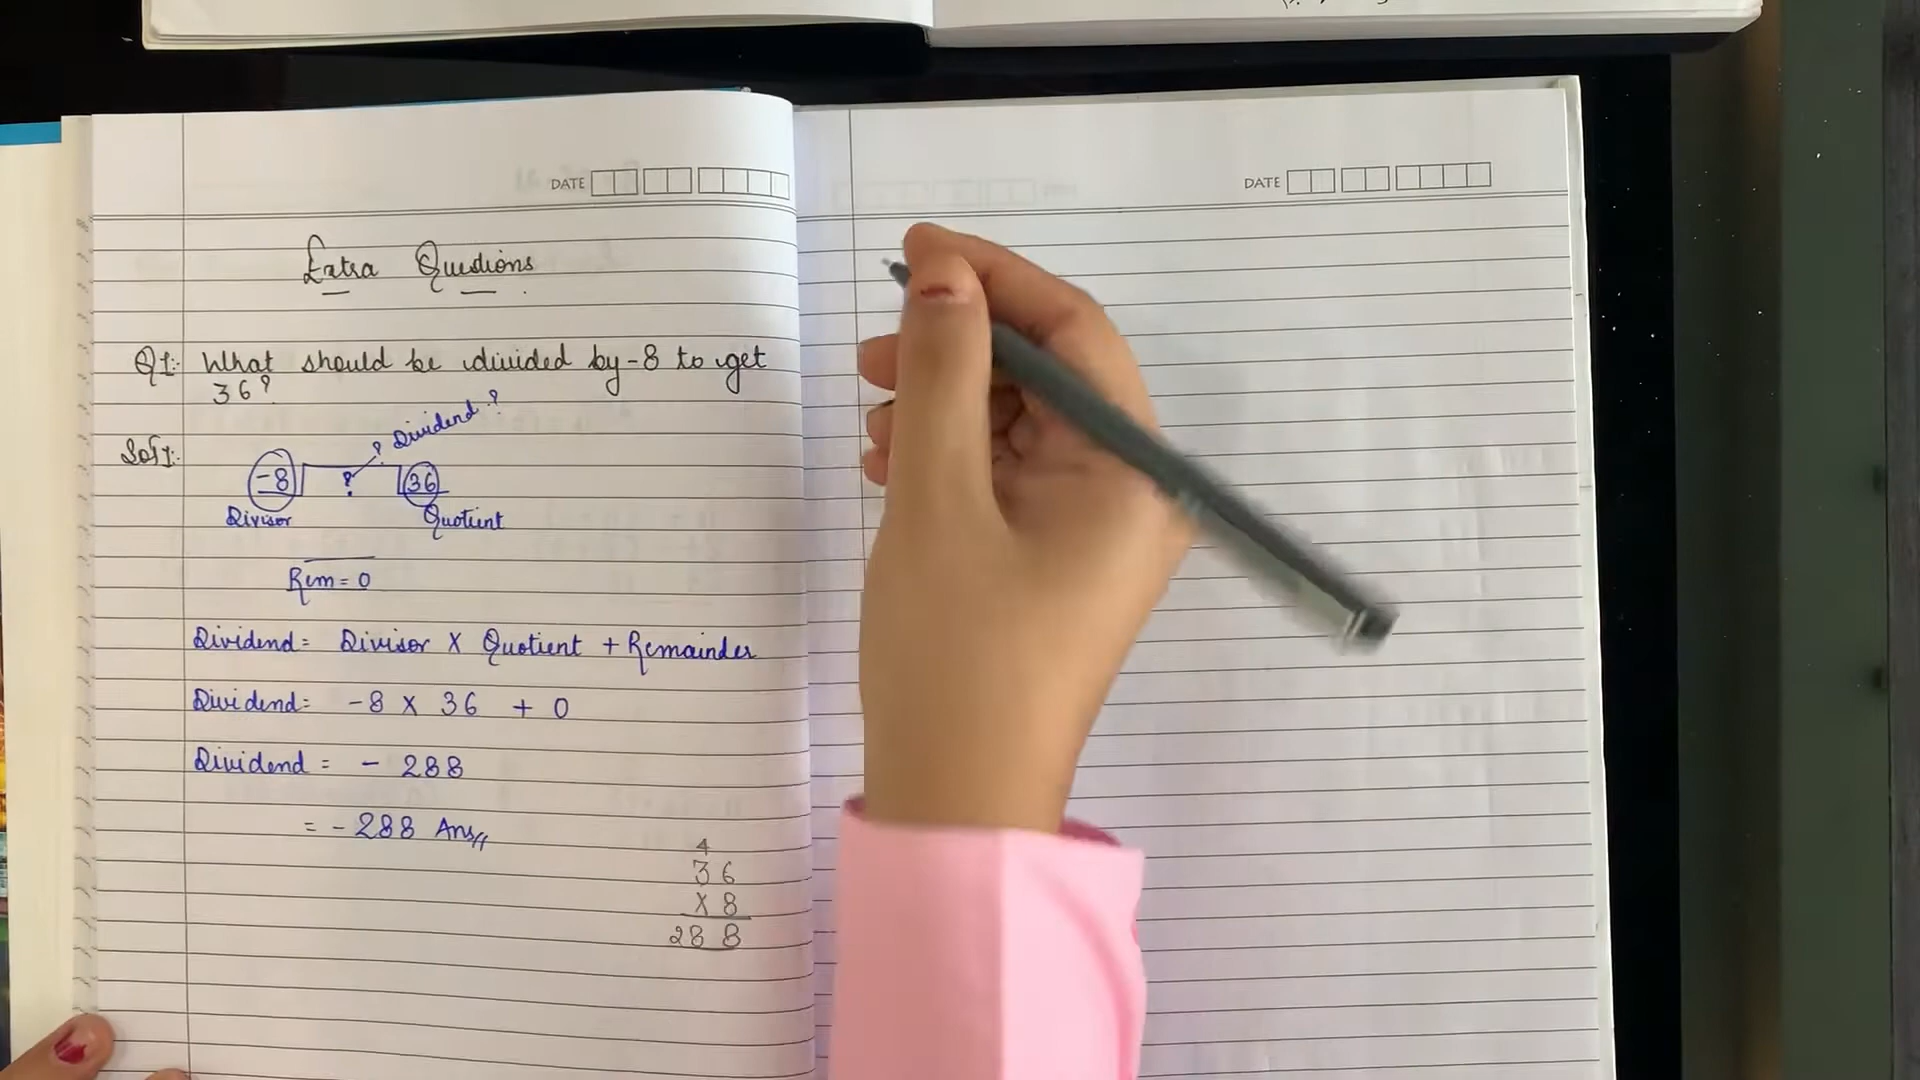 DATE
DATE
Extra Questions
Q1:- What should be divided by -8 to get
36?
Sol1:-
? Dividend ?
-8 ? 36
Divisor Quotient
Rem = 0
Dividend = Divisor X Quotient + Remainder
Dividend = -8 X 36 + 0
Dividend = - 288
= - 288 Ans//
4
36
X 8
288